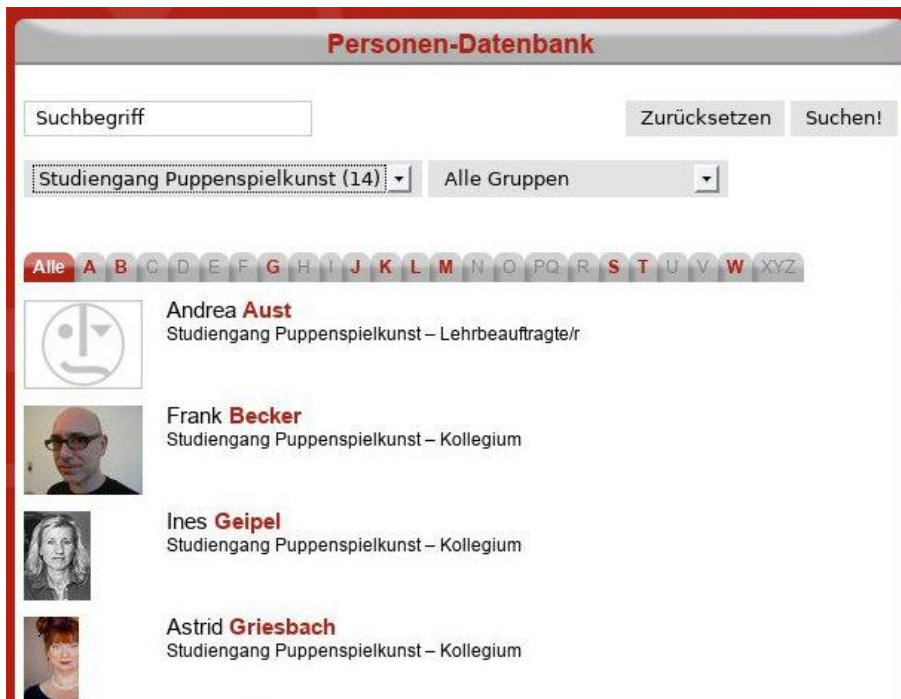 Personen-Datenbank
Suchbegriff Zurücksetzen Suchen!
Studiengang Puppenspielkunst (14) Alle Gruppen
Alle A B C D E F G H I J K L M N O PQ R S T U V W XYZ
Andrea Aust
Studiengang Puppenspielkunst – Lehrbeauftragte/r
Frank Becker
Studiengang Puppenspielkunst – Kollegium
Ines Geipel
Studiengang Puppenspielkunst – Kollegium
Astrid Griesbach
Studiengang Puppenspielkunst – Kollegium